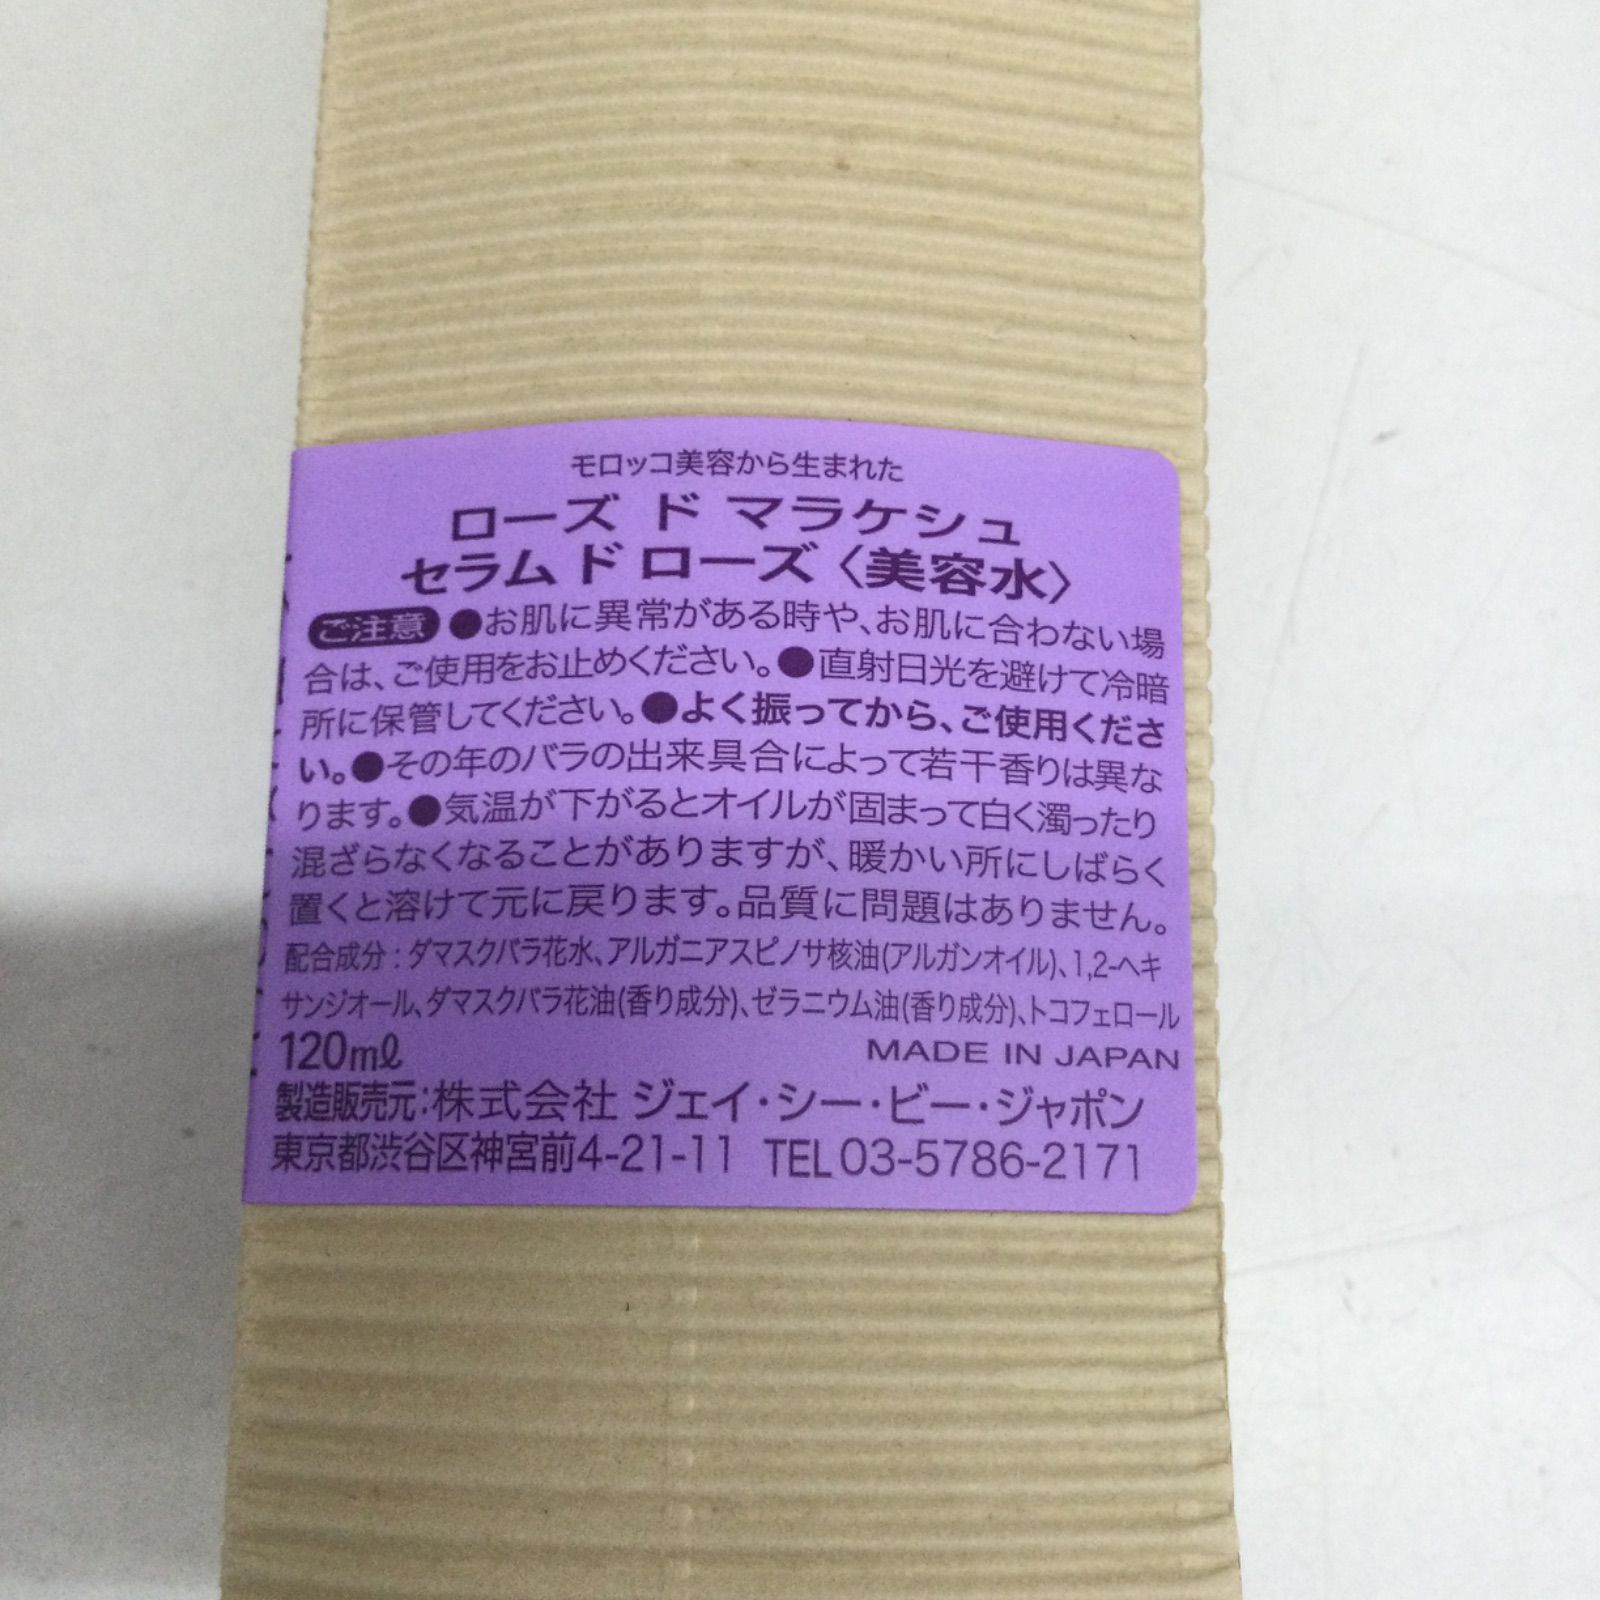 モロッコ美容から生まれた
ローズ ド マラケシュ
セラム ド ローズ〈美容水〉
ご注意 ●お肌に異常がある時や、お肌に合わない場
合は、ご使用をお止めください。●直射日光を避けて冷暗
所に保管してください。●よく振ってから、ご使用くださ
い。●その年のバラの出来具合によって若干香りは異な
ります。●気温が下がるとオイルが固まって白く濁ったり
混ざらなくなることがありますが、暖かい所にしばらく
置くと溶けて元に戻ります。品質に問題はありません。
配合成分 : ダマスクバラ花水、アルガニアスピノサ核油(アルガンオイル)、1,2-ヘキ
サンジオール、ダマスクバラ花油(香り成分)、ゼラニウム油(香り成分)、トコフェロール
120mℓ MADE IN JAPAN
製造販売元:株式会社 ジェイ・シー・ビー・ジャポン
東京都渋谷区神宮前4-21-11 TEL 03-5786-2171